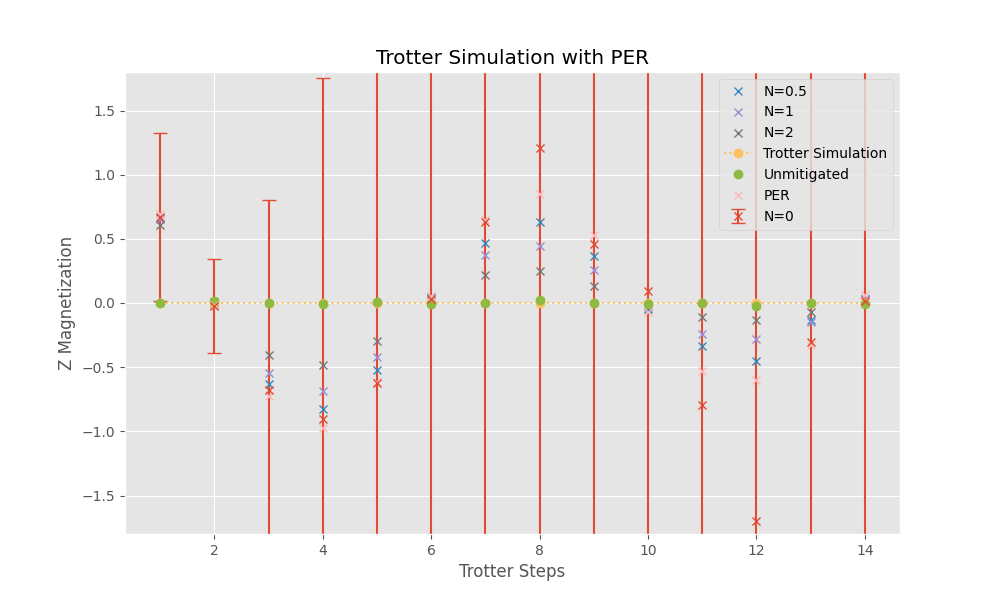 Trotter Simulation with PER
Z Magnetization
1.5
1.0
0.5
0.0
−0.5
−1.0
−1.5
N=0.5
N=1
N=2
Trotter Simulation
Unmitigated
PER
N=0
2
4
6
8
10
12
14
Trotter Steps